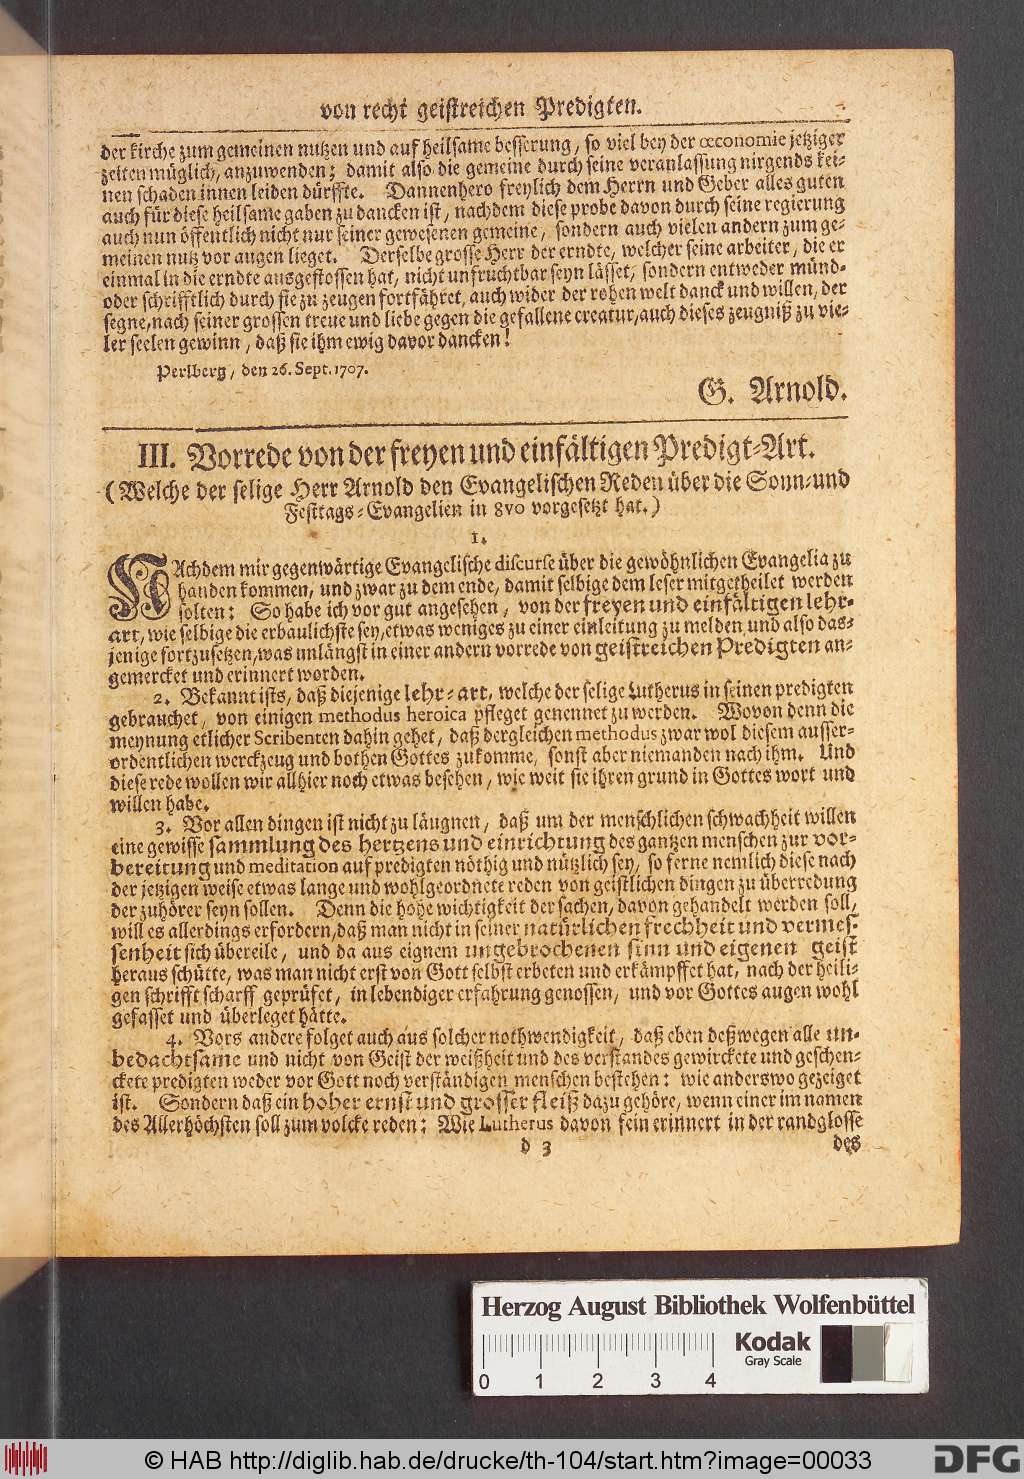 von recht geistreichen Predigten.
der kirche zum gemeinen nutzen und auf heilsame besserung, so viel bey der œconomie jetziger
zeiten müglich, anzuwenden; damit also die gemeine durch seine veranlassung nirgends kei-
nen schaden innen leiden dürffte. Dannenhero freylich dem Herrn und Geber alles guten
auch für diese heilsame gaben zu dancken ist, nachdem diese probe davon durch seine regierung
auch nun öffentlich nicht nur seiner gewesenen gemeine, sondern auch vielen andern zum ge-
meinen nutz vor augen lieget. Derselbe grosse Herr der erndte, welcher seine arbeiter, die er
einmal in die erndte ausgestossen hat, nicht unfruchtbar seyn lässet, sondern entweder münd-
oder schrifftlich durch sie zu zeugen fortfähret, auch wider der rohen welt danck und willen, der
segne, nach seiner grossen treue und liebe gegen die gefallene creatur, auch dieses zeugniß zu vie-
ler seelen gewinn, daß sie ihm ewig davor dancken!
Perlberg, den 26. Sept. 1707.
G. Arnold.
III. Vorrede von der freyen und einfältigen Predigt-Art.
(Welche der selige Herr Arnold den Evangelischen Reden über die Sonn- und
Festtags-Evangelien in 8vo vorgesetzt hat.)
1.
NAchdem mir gegenwärtige Evangelische discurse über die gewöhnlichen Evangelia zu
handen kommen, und zwar zu dem ende, damit selbige dem leser mitgetheilet werden
solten: So habe ich vor gut angesehen, von der freyen und einfältigen lehr-
art, wie selbige die erbaulichste sey, etwas weniges zu einer einleitung zu melden, und also das-
jenige fortzusetzen, was unlängst in einer andern vorrede von geistreichen Predigten an-
gemercket und erinnert worden.
2. Bekannt ists, daß diejenige lehr-art, welche der selige Lutherus in seinen predigten
gebrauchet, von einigen methodus heroica pfleget genennet zu werden. Wovon denn die
meynung etlicher Scribenten dahin gehet, daß dergleichen methodus zwar wol diesem ausser-
ordentlichen werckzeug und bothen Gottes zukomme, sonst aber niemanden nach ihm. Und
diese rede wollen wir allhier noch etwas besehen, wie weit sie ihren grund in Gottes wort und
willen habe.
3. Vor allen dingen ist nicht zu läugnen, daß um der menschlichen schwachheit willen
eine gewisse sammlung des hertzens und einrichtung des gantzen menschen zur vor-
bereitung und meditation auf predigten nöthig und nützlich sey, so ferne nemlich diese nach
der jetzigen weise etwas lange und wohlgeordnete reden von geistlichen dingen zu überredung
der zuhörer seyn sollen. Denn die hohe wichtigkeit der sachen, davon gehandelt werden soll,
will es allerdings erfordern, daß man nicht in seiner natürlichen frechheit und vermes-
senheit sich übereile, und da aus eignem ungebrochenen sinn und eigenen geist
heraus schütte, was man nicht erst von Gott selbst erbeten und erkämpffet hat, nach der heili-
gen schrifft scharff geprüfet, in lebendiger erfahrung genossen, und vor Gottes augen wohl
gefasset und überleget hätte.
4. Vors andere folget auch aus solcher nothwendigkeit, daß eben deßwegen alle un-
bedachtsame und nicht von Geist der weißheit und des verstandes gewirckete und geschen-
ckete predigten weder vor Gott noch verständigen menschen bestehen: wie anderswo gezeiget
ist. Sondern daß ein hoher ernst und grosser fleiß dazu gehöre, wenn einer im namen
des Allerhöchsten soll zum volcke reden: Wie Lutherus davon fein erinnert in der randglosse
d 3 des
Herzog August Bibliothek Wolfenbüttel
Kodak
Gray Scale
0 1 2 3 4
© HAB http://diglib.hab.de/drucke/th-104/start.htm?image=00033
DFG